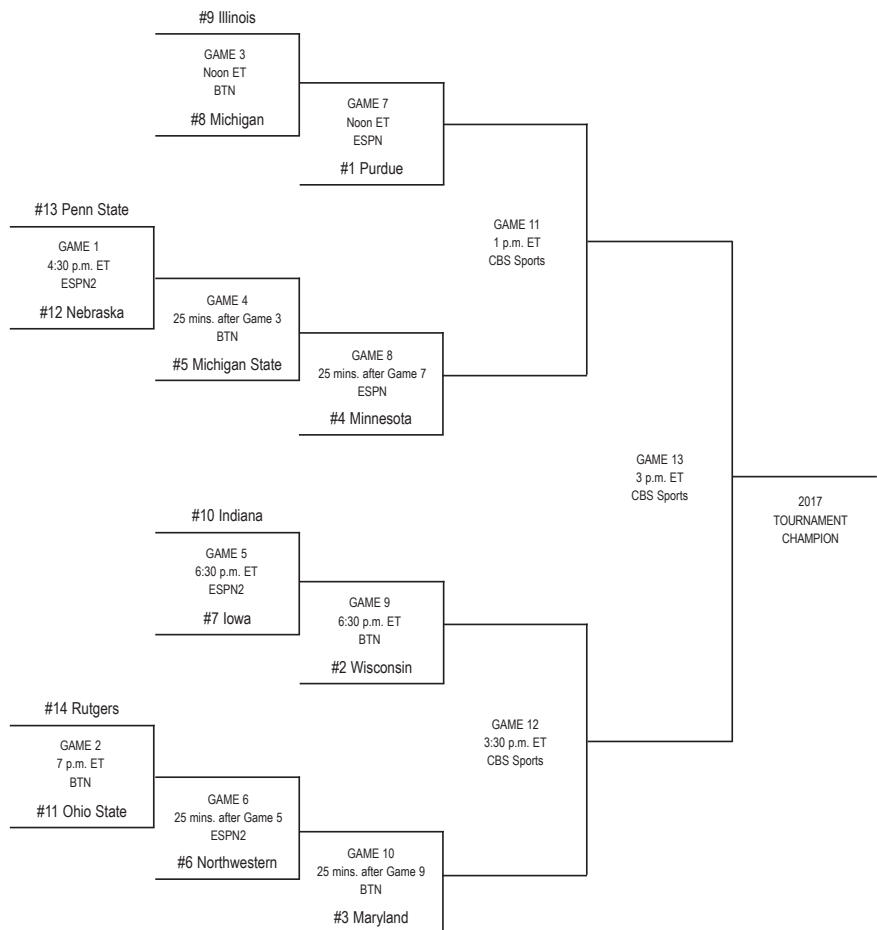 #9 Illinois
GAME 3
Noon ET
BTN
#8 Michigan
GAME 7
Noon ET
ESPN
#1 Purdue
#13 Penn State
GAME 1
4:30 p.m. ET
ESPN2
#12 Nebraska
GAME 4
25 mins. after Game 3
BTN
#5 Michigan State
GAME 8
25 mins. after Game 7
ESPN
#4 Minnesota
GAME 11
1 p.m. ET
CBS Sports
#10 Indiana
GAME 5
6:30 p.m. ET
ESPN2
#7 Iowa
GAME 9
6:30 p.m. ET
BTN
#2 Wisconsin
#14 Rutgers
GAME 2
7 p.m. ET
BTN
#11 Ohio State
GAME 6
25 mins. after Game 5
ESPN2
#6 Northwestern
GAME 10
25 mins. after Game 9
BTN
#3 Maryland
GAME 12
3:30 p.m. ET
CBS Sports
GAME 13
3 p.m. ET
CBS Sports
2017
TOURNAMENT
CHAMPION